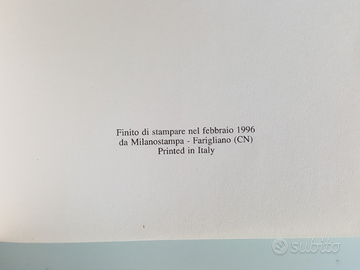 Finito di stampare nel febbraio 1996
da Milanostampa - Farigliano (CN)
Printed in Italy
subito